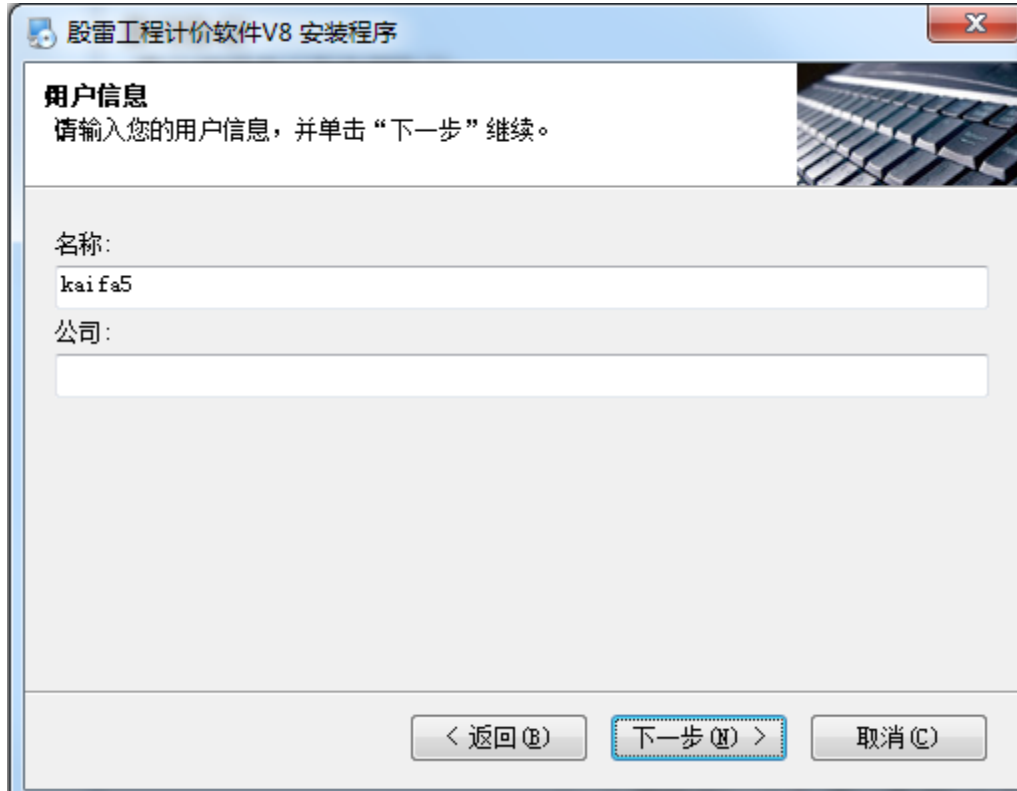 殷雷工程计价软件V8 安装程序
用户信息
请输入您的用户信息，并单击“下一步”继续。
名称:
kaifa5
公司:
< 返回(B)
下一步(N) >
取消(C)